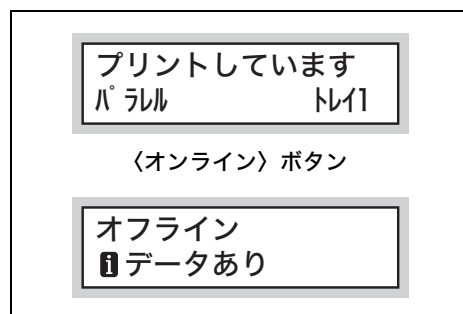 プリントしています
ﾊﾟﾗﾚﾙ ﾄﾚｲ1
〈オンライン〉ボタン
オフライン
iデータあり